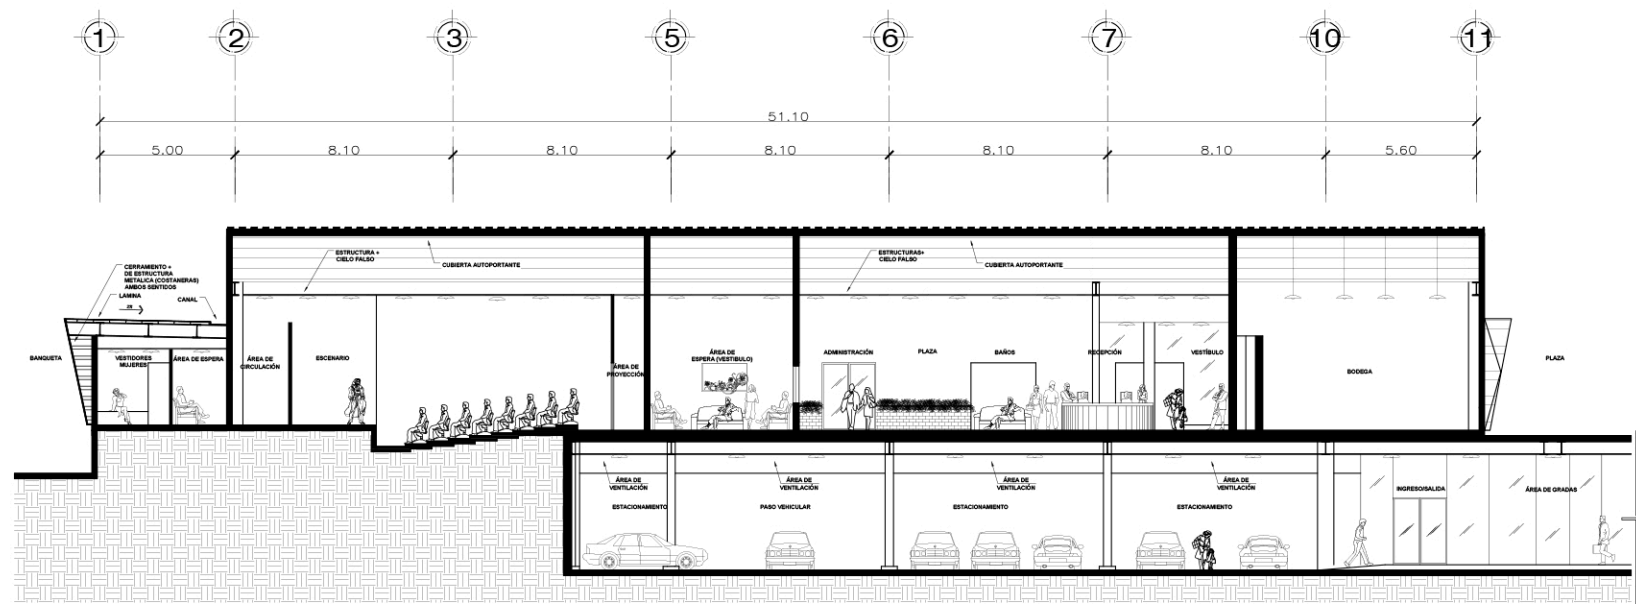 1 2 3 5 6 7 10 11
51.10
5.00 8.10 8.10 8.10 8.10 8.10 5.60
CERRAMIENTO +
DE ESTRUCTURA
METALICA (COSTANERAS)
AMBOS SENTIDOS
LAMINA
CANAL
ESTRUCTURA +
CIELO FALSO
CUBIERTA AUTOPORTANTE
ESTRUCTURAS+
CIELO FALSO
CUBIERTA AUTOPORTANTE
BANQUETA
VESTIDORES
MUJERES
ÁREA DE ESPERA
ÁREA DE
CIRCULACIÓN
ESCENARIO
ÁREA DE
PROYECCIÓN
ÁREA DE
ESPERA (VESTIBULO)
ADMINISTRACIÓN
PLAZA
BAÑOS
RECEPCIÓN
VESTÍBULO
BODEGA
PLAZA
ÁREA DE
VENTILACIÓN
ÁREA DE
VENTILACIÓN
ÁREA DE
VENTILACIÓN
ÁREA DE
VENTILACIÓN
INGRESO/SALIDA
ÁREA DE GRADAS
ESTACIONAMIENTO
PASO VEHICULAR
ESTACIONAMIENTO
ESTACIONAMIENTO